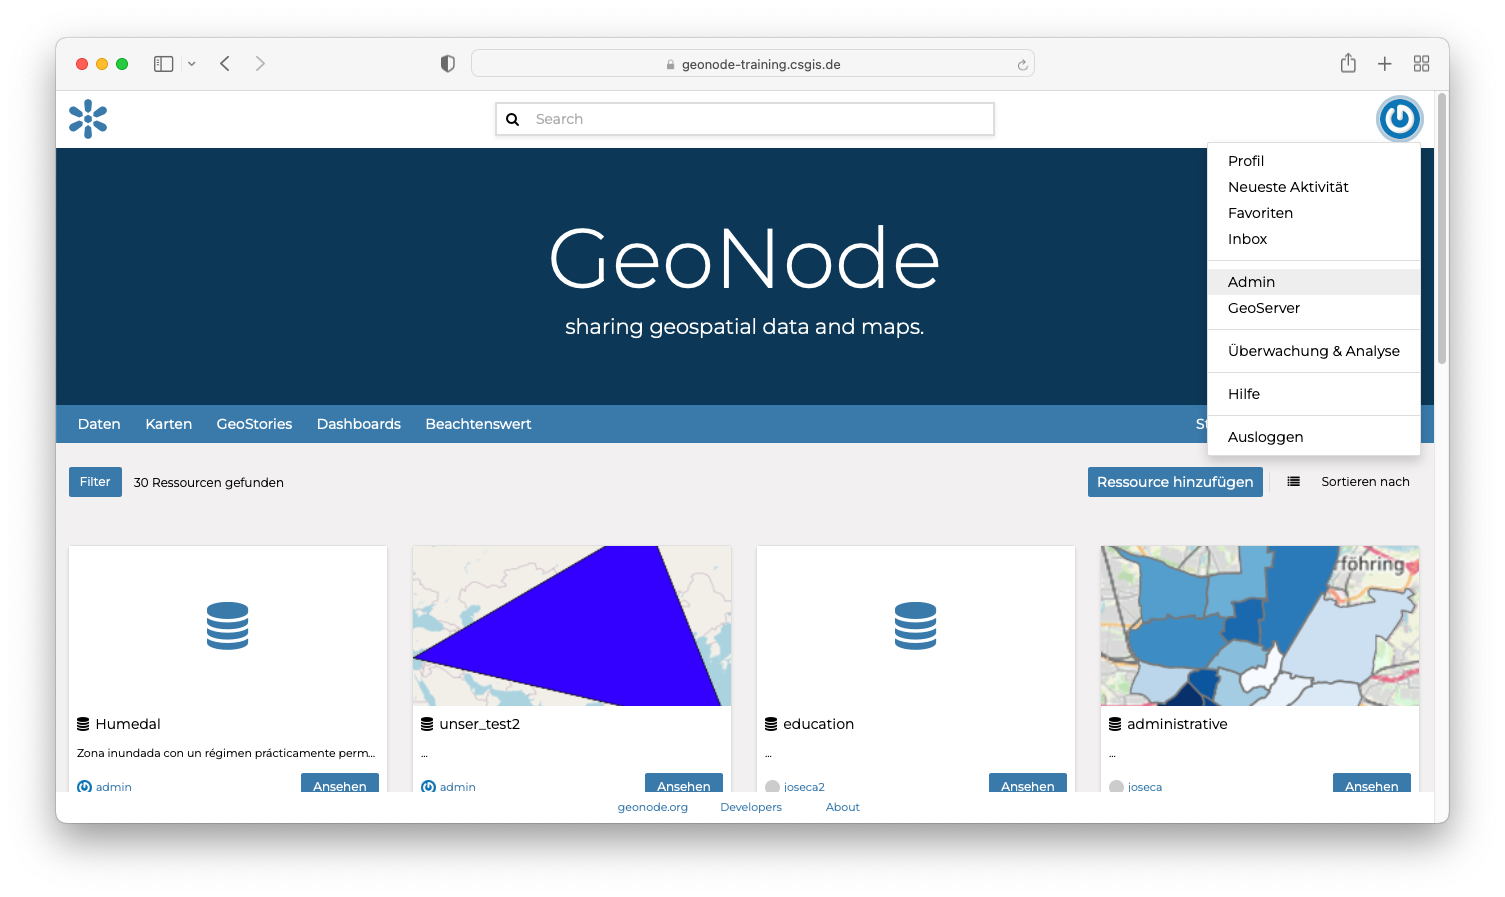 geonode-training.csgis.de
Search
Profil
Neueste Aktivität
Favoriten
Inbox
Admin
GeoServer
Überwachung & Analyse
Hilfe
Ausloggen
GeoNode
sharing geospatial data and maps.
Daten Karten GeoStories Dashboards Beachtenswert
Filter 30 Ressourcen gefunden Ressource hinzufügen Sortieren nach
Humedal
Zona inundada con un régimen prácticamente perm...
admin Ansehen
unser_test2
...
admin Ansehen
education
...
joseca2 Ansehen
rföhring
administrative
...
joseca Ansehen
geonode.org Developers About